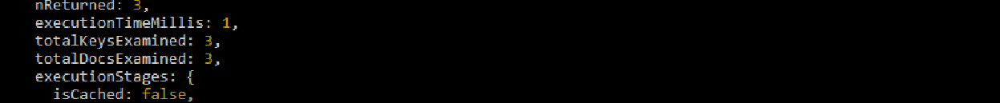 nReturned: 3,
executionTimeMillis: 1,
totalKeysExamined: 3,
totalDocsExamined: 3,
executionStages: {
isCached: false,